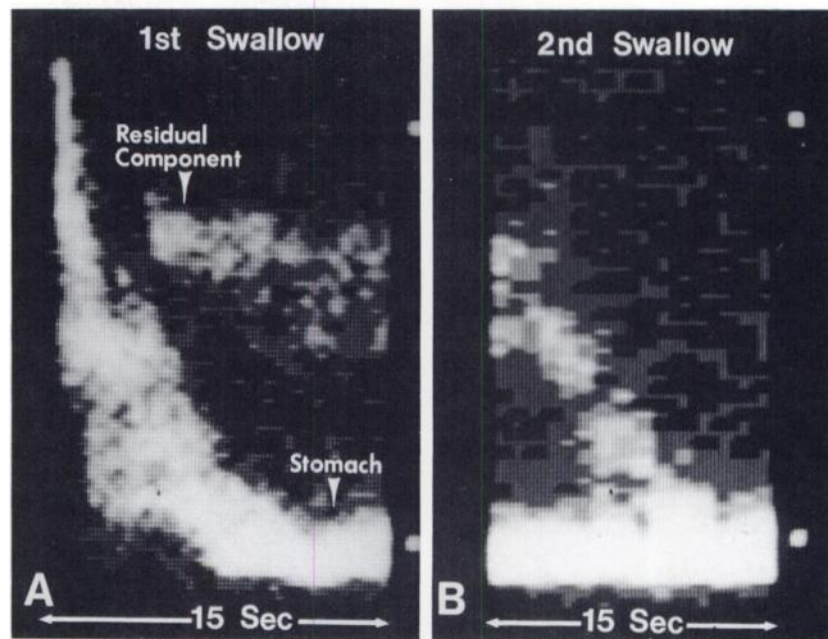 1st Swallow
Residual
Component
Stomach
A
15 Sec
2nd Swallow
B
15 Sec